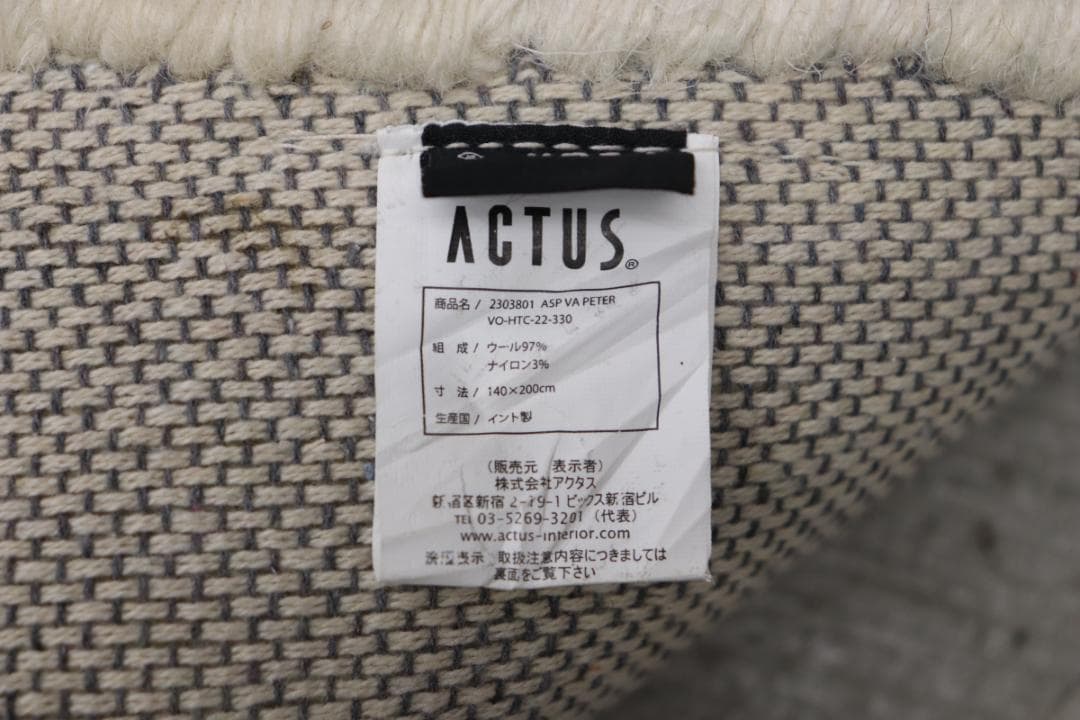 ACTUS®
商品名 / 2303801 ASP VA PETER
VO-HTC-22-330
組 成 / ウール97%
ナイロン3%
寸 法 / 140×200cm
生産国 / イント製
(販売元 表示者)
株式会社アクタス
新宿区新宿 2-19-1 ビックス新宿ビル
TEL 03-5269-3201 (代表)
www.actus-interior.com
表示 取扱注意内容につきましては
裏面をご覧下さい